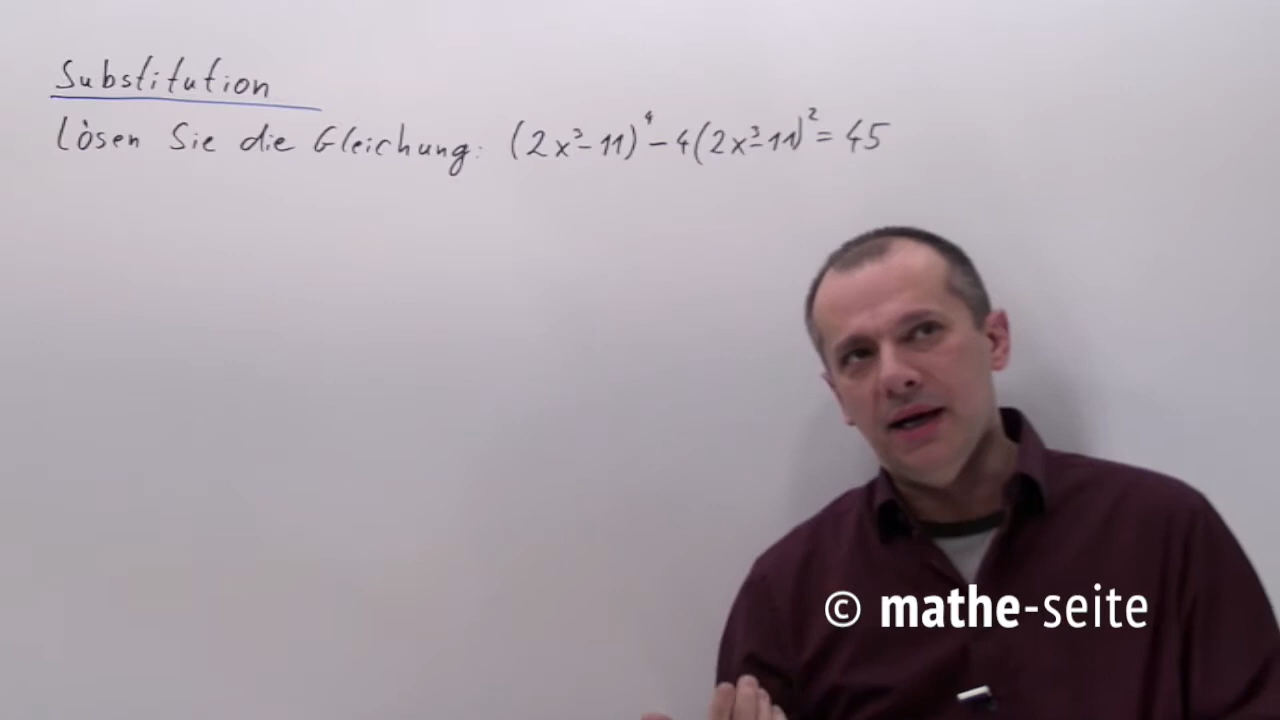 Substitution
Lösen Sie die Gleichung: (2x³-11)⁴-4(2x³-11)²=45
© mathe-seite